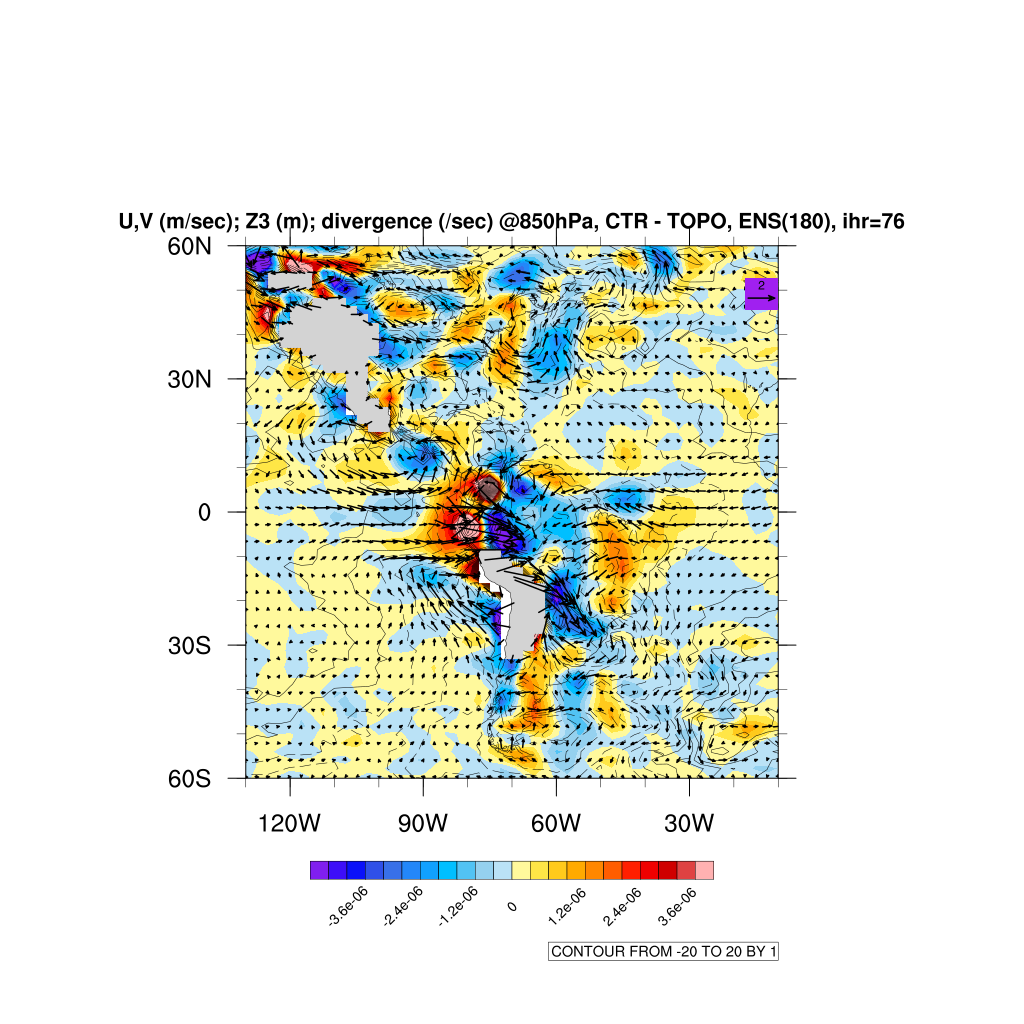 U,V (m/sec); Z3 (m); divergence (/sec) @850hPa, CTR - TOPO, ENS(180), ihr=76
60N
2
30N
0
30S
60S
120W 90W 60W 30W
-3.6e-06 -2.4e-06 -1.2e-06 0 1.2e-06 2.4e-06 3.6e-06
CONTOUR FROM -20 TO 20 BY 1